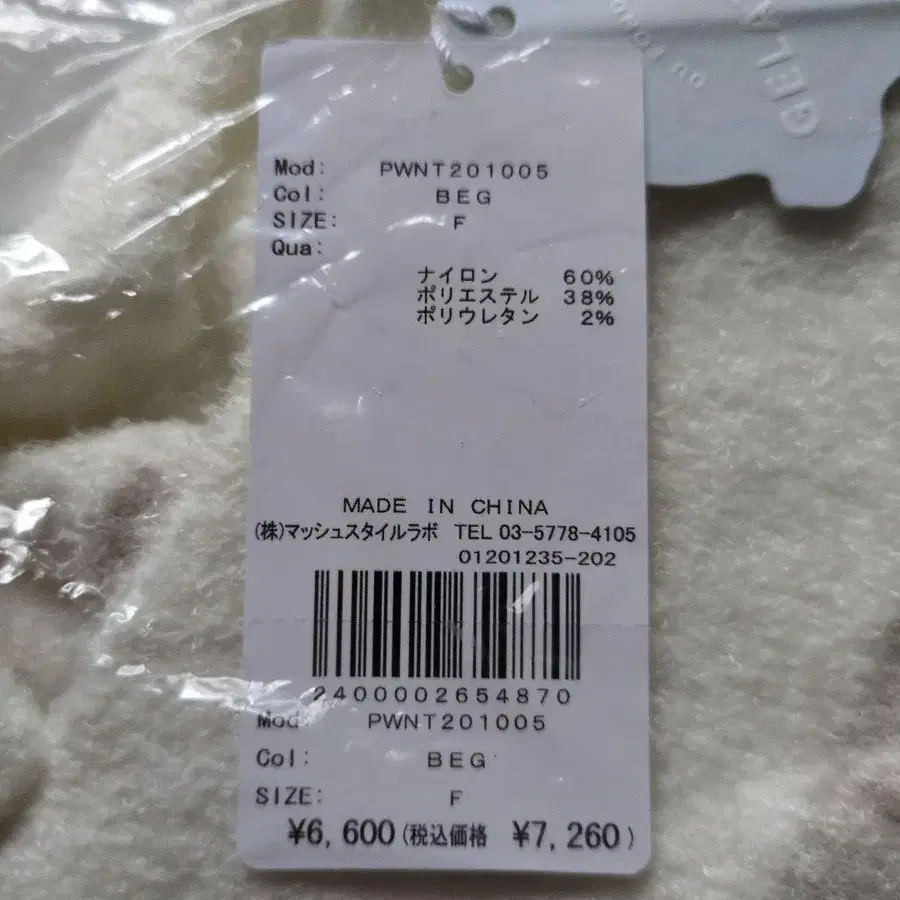 GELA
Mod: PWNT201005
Col: BEG
SIZE: F
Qua:
ナイロン 60%
ポリエステル 38%
ポリウレタン 2%
MADE IN CHINA
(株)マッシュスタイルラボ TEL 03-5778-4105
01201235-202
2400002654870
Mod: PWNT201005
Col: BEG
SIZE: F
¥6,600(税込価格 ¥7,260)